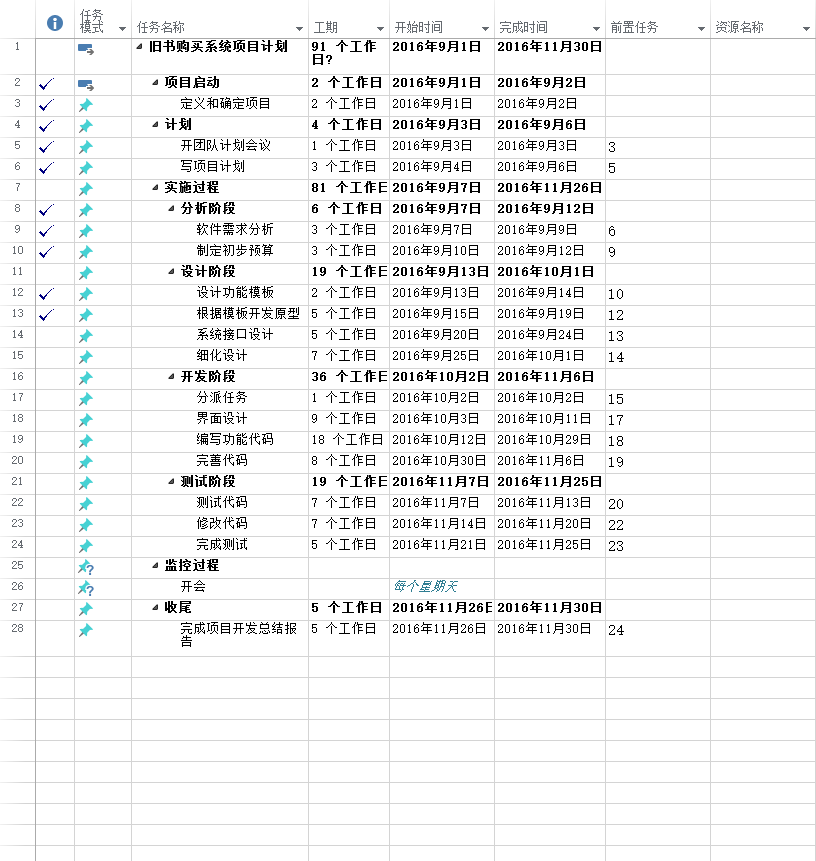 任务模式 任务名称 工期 开始时间 完成时间 前置任务 资源名称
1 旧书购买系统项目计划 91 个工作日? 2016年9月1日 2016年11月30日
2 项目启动 2 个工作日 2016年9月1日 2016年9月2日
3 定义和确定项目 2 个工作日 2016年9月1日 2016年9月2日
4 计划 4 个工作日 2016年9月3日 2016年9月6日
5 开团队计划会议 1 个工作日 2016年9月3日 2016年9月3日 3
6 写项目计划 3 个工作日 2016年9月4日 2016年9月6日 5
7 实施过程 81 个工作日 2016年9月7日 2016年11月26日
8 分析阶段 6 个工作日 2016年9月7日 2016年9月12日
9 软件需求分析 3 个工作日 2016年9月7日 2016年9月9日 6
10 制定初步预算 3 个工作日 2016年9月10日 2016年9月12日 9
11 设计阶段 19 个工作日 2016年9月13日 2016年10月1日
12 设计功能模板 2 个工作日 2016年9月13日 2016年9月14日 10
13 根据模板开发原型 5 个工作日 2016年9月15日 2016年9月19日 12
14 系统接口设计 5 个工作日 2016年9月20日 2016年9月24日 13
15 细化设计 7 个工作日 2016年9月25日 2016年10月1日 14
16 开发阶段 36 个工作日 2016年10月2日 2016年11月6日
17 分派任务 1 个工作日 2016年10月2日 2016年10月2日 15
18 界面设计 9 个工作日 2016年10月3日 2016年10月11日 17
19 编写功能代码 18 个工作日 2016年10月12日 2016年10月29日 18
20 完善代码 8 个工作日 2016年10月30日 2016年11月6日 19
21 测试阶段 19 个工作日 2016年11月7日 2016年11月25日
22 测试代码 7 个工作日 2016年11月7日 2016年11月13日 20
23 修改代码 7 个工作日 2016年11月14日 2016年11月20日 22
24 完成测试 5 个工作日 2016年11月21日 2016年11月25日 23
25 监控过程
26 开会 每个星期天
27 收尾 5 个工作日 2016年11月26日 2016年11月30日
28 完成项目开发总结报告 5 个工作日 2016年11月26日 2016年11月30日 24